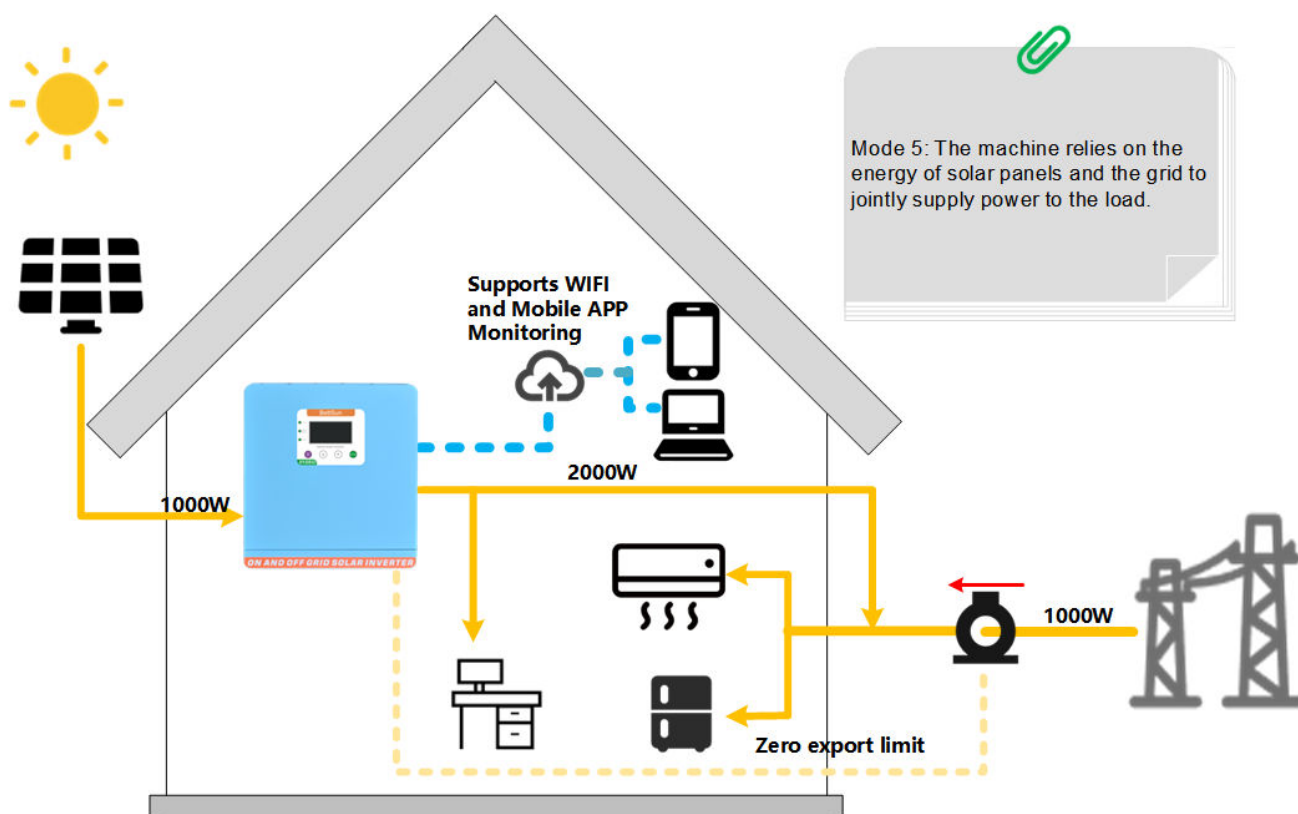 Mode 5: The machine relies on the
energy of solar panels and the grid to
jointly supply power to the load.
Supports WIFI
and Mobile APP
Monitoring
2000W
1000W
ON AND OFF GRID SOLAR INVERTER
1000W
Zero export limit